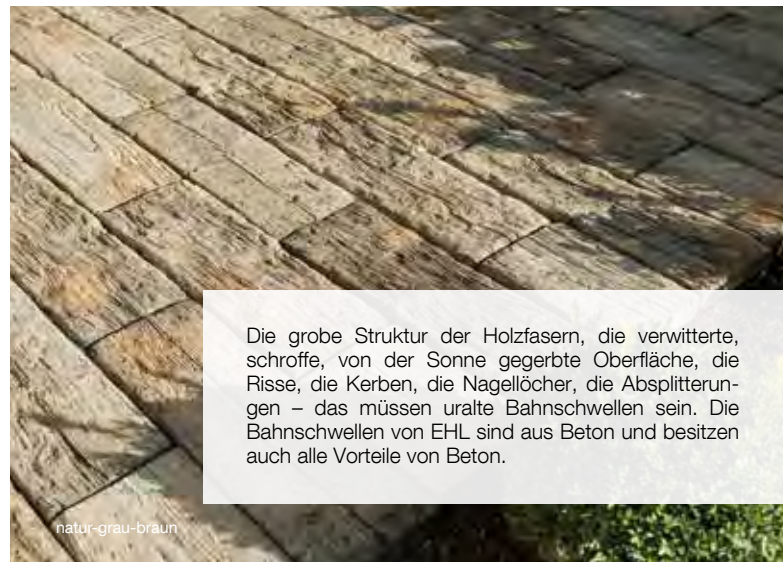 Die grobe Struktur der Holzfasern, die verwitterte,
schroffe, von der Sonne gegerbte Oberfläche, die
Risse, die Kerben, die Nagellöcher, die Absplitterun-
gen – das müssen uralte Bahnschwellen sein. Die
Bahnschwellen von EHL sind aus Beton und besitzen
auch alle Vorteile von Beton.
natur-grau-braun